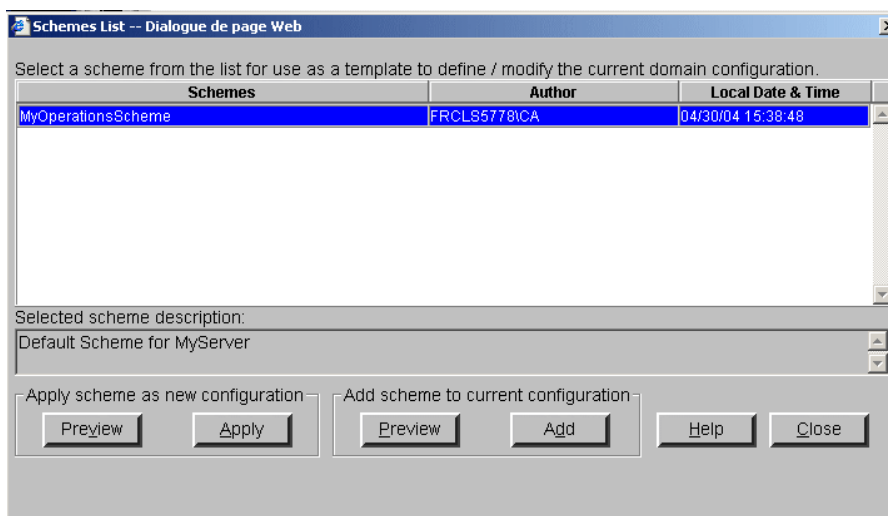 Schemes List -- Dialogue de page Web
Select a scheme from the list for use as a template to define / modify the current domain configuration.
Schemes Author Local Date & Time
MyOperationsScheme FRCLS5778\CA 04/30/04 15:38:48
Selected scheme description:
Default Scheme for MyServer
Apply scheme as new configuration Add scheme to current configuration
Preview Apply Preview Add Help Close